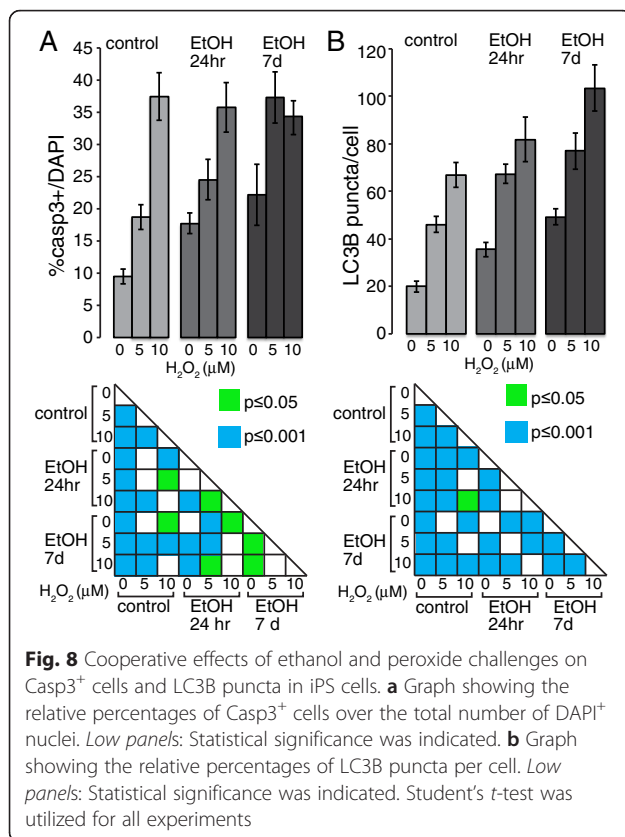 A
control
EtOH
24hr
EtOH
7d
%casp3+/DAPI
45
40
35
30
25
20
15
10
5
0
0 5 10 0 5 10 0 5 10
H₂O₂ (μM)
B
control
EtOH
24hr
EtOH
7d
LC3B puncta/cell
120
100
80
60
40
20
0
0 5 10 0 5 10 0 5 10
H₂O₂ (μM)
control
0
5
10
EtOH
24hr
0
5
10
EtOH
7d
0
5
10
p≤0.05
p≤0.001
H₂O₂ (μM)
0 5 10 0 5 10 0 5 10
control
EtOH
24 hr
EtOH
7 d
control
0
5
10
EtOH
24hr
0
5
10
EtOH
7d
0
5
10
p≤0.05
p≤0.001
H₂O₂ (μM)
0 5 10 0 5 10 0 5 10
control
EtOH
24hr
EtOH
7 d
Fig. 8 Cooperative effects of ethanol and peroxide challenges on
Casp3⁺ cells and LC3B puncta in iPS cells. a Graph showing the
relative percentages of Casp3⁺ cells over the total number of DAPI⁺
nuclei. Low panels: Statistical significance was indicated. b Graph
showing the relative percentages of LC3B puncta per cell. Low
panels: Statistical significance was indicated. Student's t-test was
utilized for all experiments